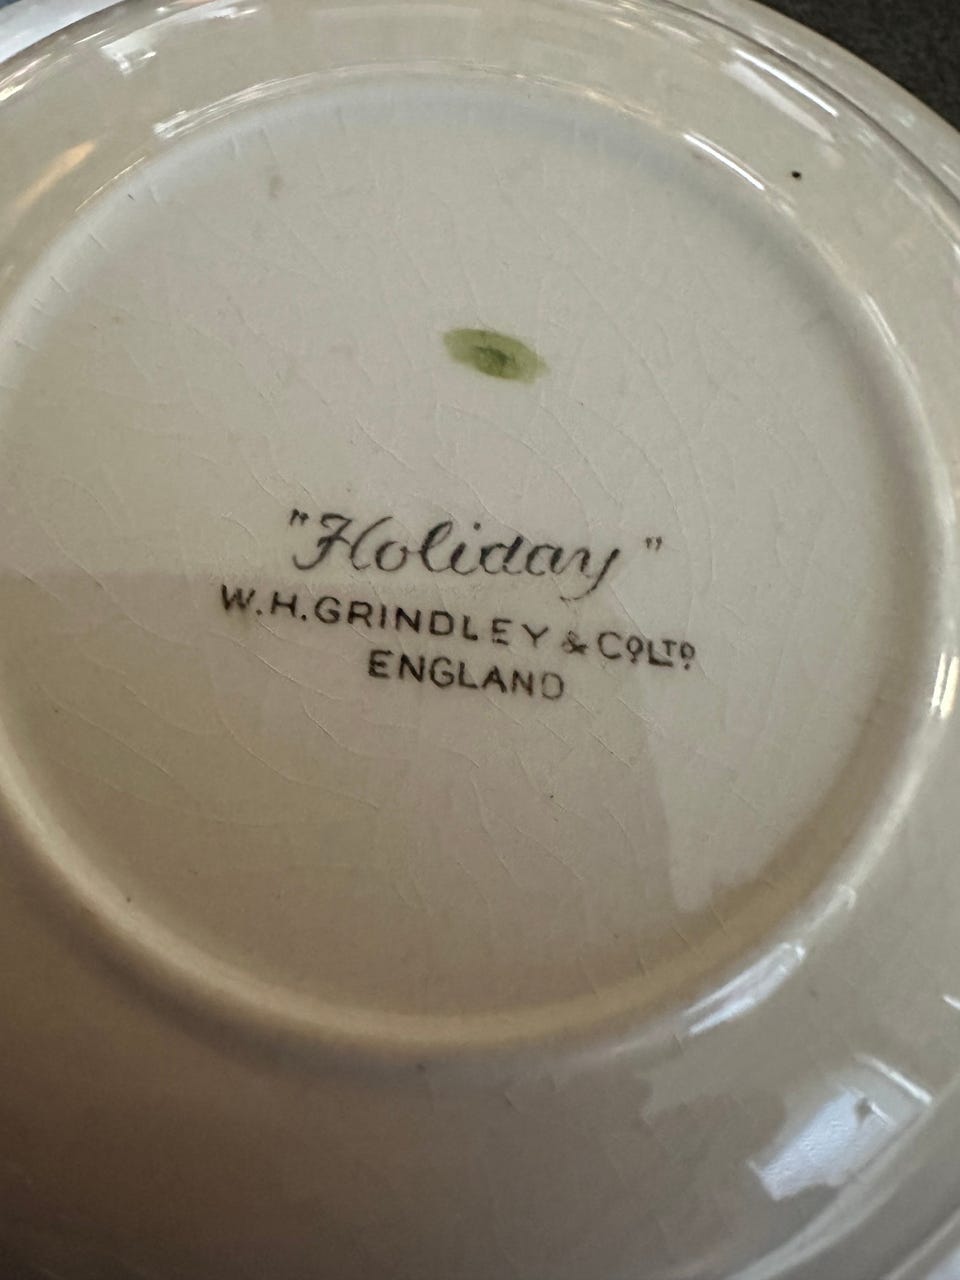 "Holiday"
W.H.GRINDLEY & Co LTD
ENGLAND